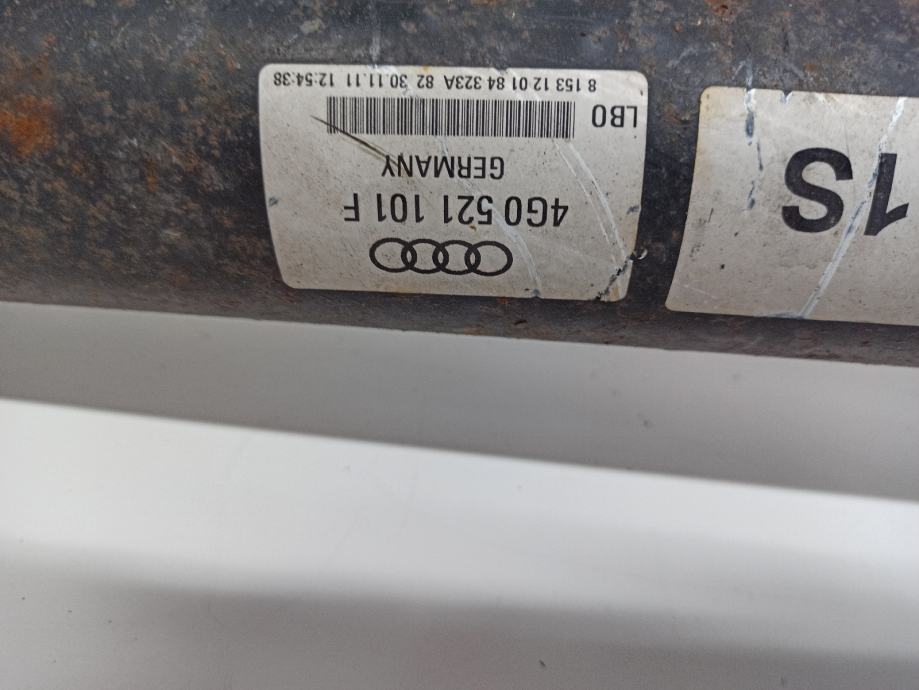 4G0 521 101 F
GERMANY
LBO
8 153 12 01 84 323A 82 30.11.11 12:54:38
1S